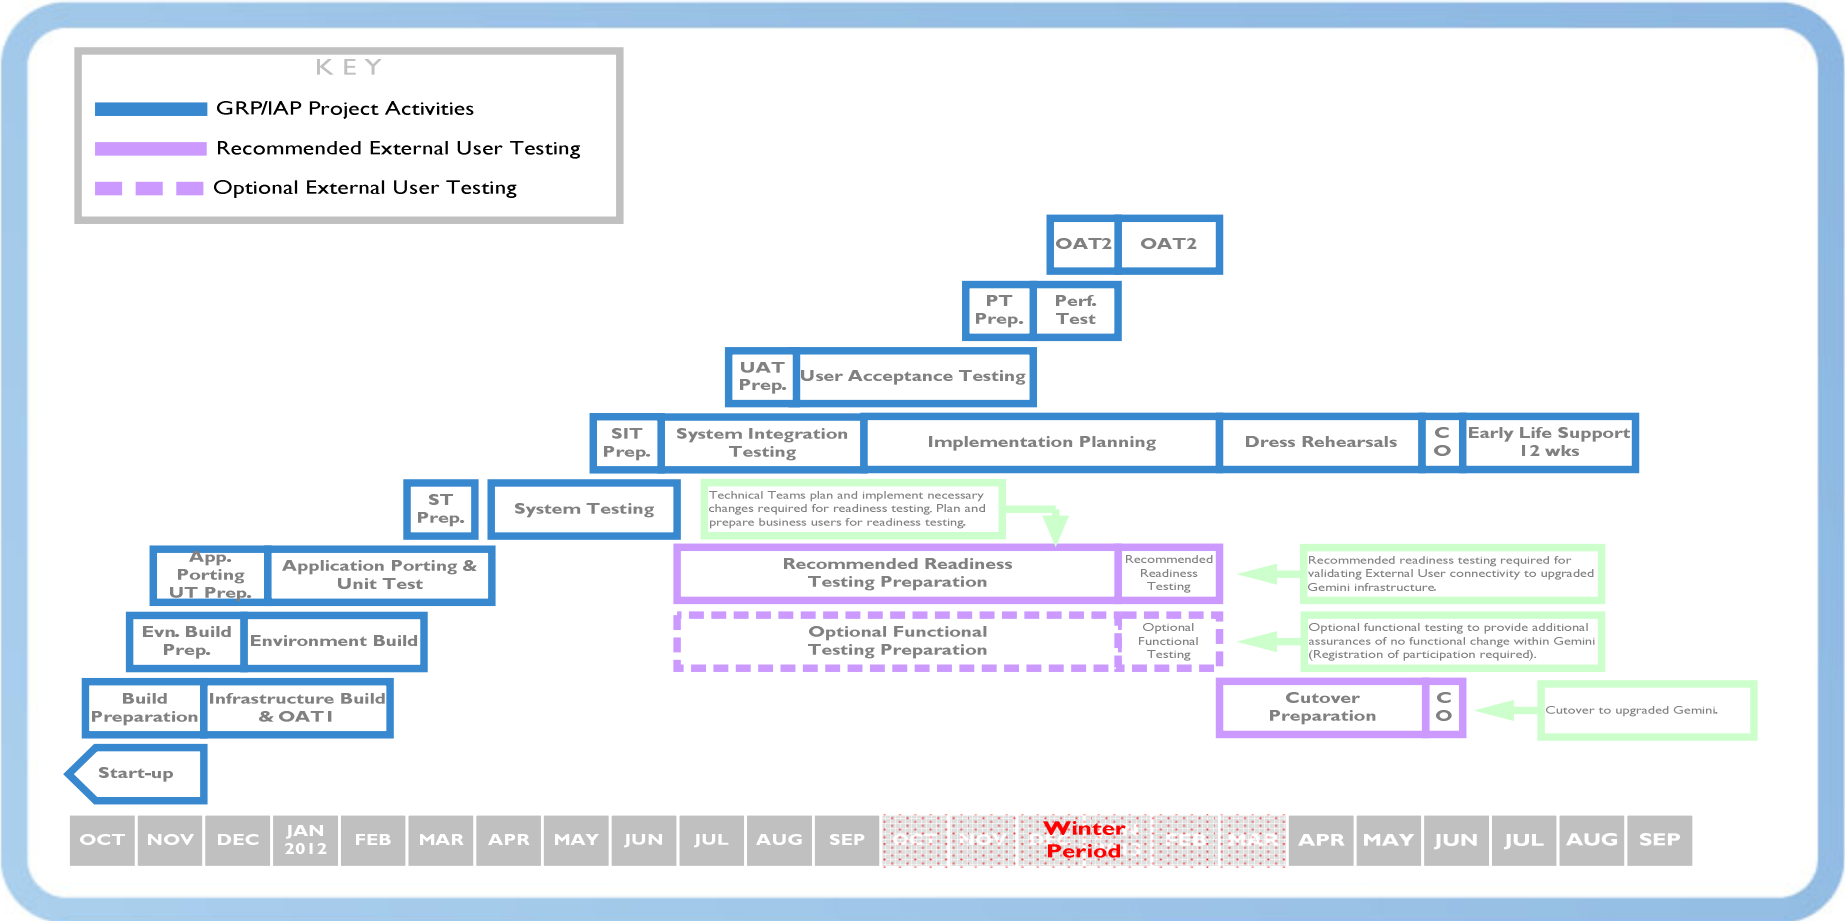 KEY
GRP/IAP Project Activities
Recommended External User Testing
Optional External User Testing
OAT2
OAT2
PT
Prep.
Perf.
Test
UAT
Prep.
User Acceptance Testing
SIT
Prep.
System Integration
Testing
Implementation Planning
Dress Rehearsals
C
O
Early Life Support
12 wks
ST
Prep.
System Testing
Technical Teams plan and implement necessary
changes required for readiness testing. Plan and
prepare business users for readiness testing.
App.
Porting
UT Prep.
Application Porting &
Unit Test
Recommended Readiness
Testing Preparation
Recommended
Readiness
Testing
Recommended readiness testing required for
validating External User connectivity to upgraded
Gemini infrastructure.
Evn. Build
Prep.
Environment Build
Optional Functional
Testing Preparation
Optional
Functional
Testing
Optional functional testing to provide additional
assurances of no functional change within Gemini
(Registration of participation required).
Build
Preparation
Infrastructure Build
& OAT1
Cutover
Preparation
C
O
Cutover to upgraded Gemini.
Start-up
OCT
NOV
DEC
JAN
2012
FEB
MAR
APR
MAY
JUN
JUL
AUG
SEP
OCT
NOV
Winter
Period
FEB
MAR
APR
MAY
JUN
JUL
AUG
SEP